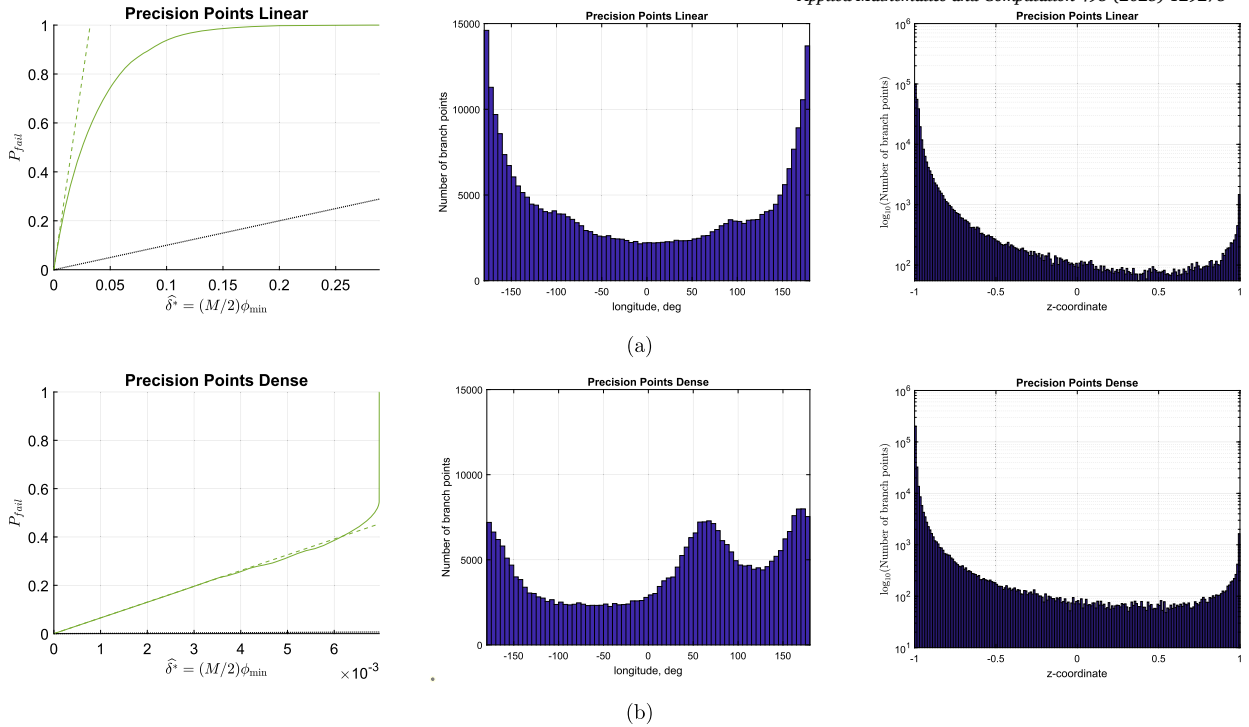 Precision Points Linear
1
0.8
0.6
0.4
0.2
0
0 0.05 0.1 0.15 0.2 0.25
P_fail
δ̂* = (M/2)ϕ_min
Precision Points Linear
15000
10000
5000
0
-150 -100 -50 0 50 100 150
Number of branch points
longitude, deg
Precision Points Linear
10^6
10^5
10^4
10^3
10^2
-1 -0.5 0 0.5 1
log_10(Number of branch points)
z-coordinate
(a)
Precision Points Dense
1
0.8
0.6
0.4
0.2
0
0 1 2 3 4 5 6
×10^-3
P_fail
δ̂* = (M/2)ϕ_min
Precision Points Dense
15000
10000
5000
0
-150 -100 -50 0 50 100 150
Number of branch points
longitude, deg
Precision Points Dense
10^6
10^5
10^4
10^3
10^2
10^1
-1 -0.5 0 0.5 1
log_10(Number of branch points)
z-coordinate
(b)